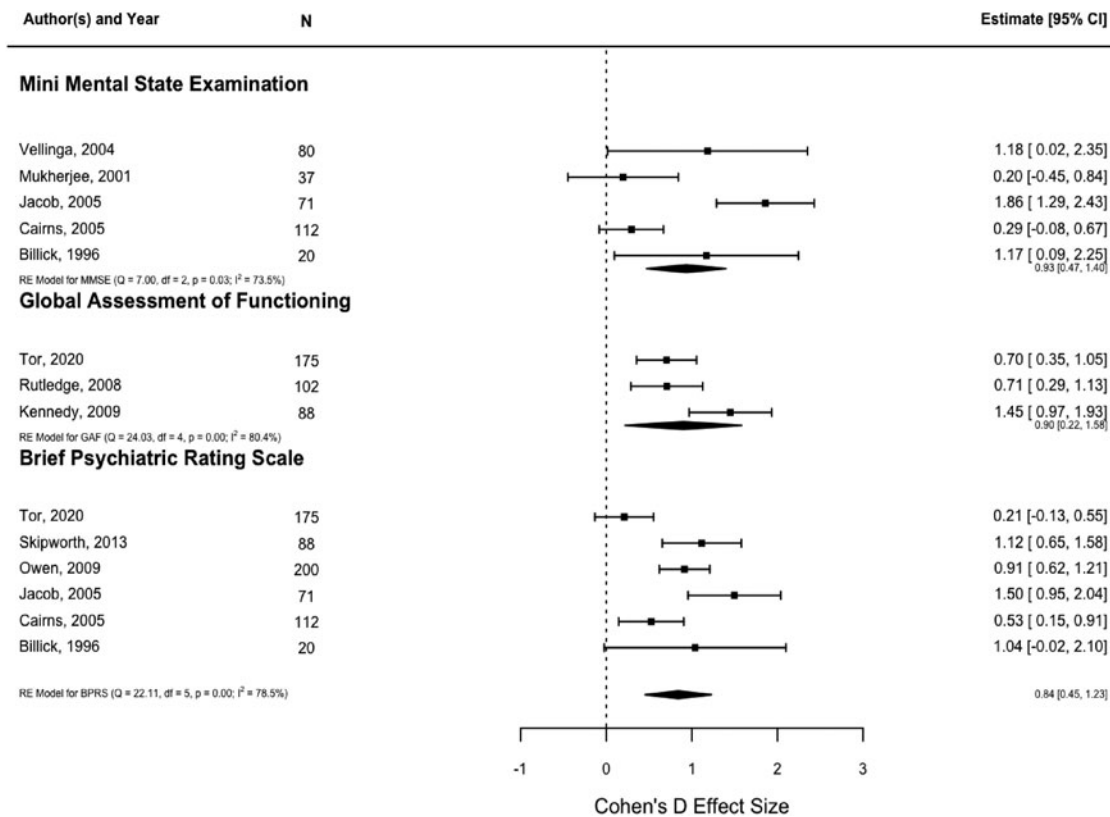 Author(s) and Year N Estimate [95% CI]
Mini Mental State Examination
Vellinga, 2004 80 1.18 [ 0.02, 2.35]
Mukherjee, 2001 37 0.20 [-0.45, 0.84]
Jacob, 2005 71 1.86 [ 1.29, 2.43]
Cairns, 2005 112 0.29 [-0.08, 0.67]
Billick, 1996 20 1.17 [ 0.09, 2.25]
RE Model for MMSE (Q = 7.00, df = 2, p = 0.03; I² = 73.5%) 0.93 [0.47, 1.40]
Global Assessment of Functioning
Tor, 2020 175 0.70 [ 0.35, 1.05]
Rutledge, 2008 102 0.71 [ 0.29, 1.13]
Kennedy, 2009 88 1.45 [ 0.97, 1.93]
RE Model for GAF (Q = 24.03, df = 4, p = 0.00; I² = 80.4%) 0.90 [0.22, 1.58]
Brief Psychiatric Rating Scale
Tor, 2020 175 0.21 [-0.13, 0.55]
Skipworth, 2013 88 1.12 [ 0.65, 1.58]
Owen, 2009 200 0.91 [ 0.62, 1.21]
Jacob, 2005 71 1.50 [ 0.95, 2.04]
Cairns, 2005 112 0.53 [ 0.15, 0.91]
Billick, 1996 20 1.04 [-0.02, 2.10]
RE Model for BPRS (Q = 22.11, df = 5, p = 0.00; I² = 78.5%) 0.84 [0.45, 1.23]
-1 0 1 2 3
Cohen's D Effect Size